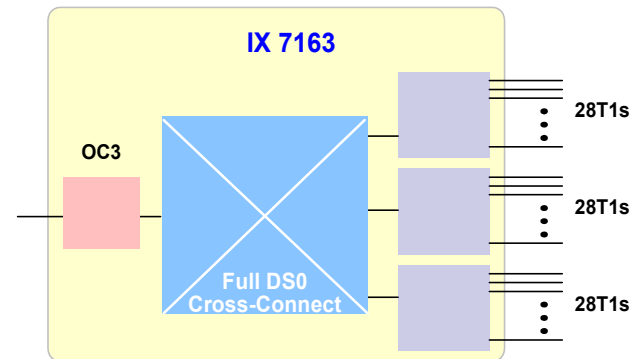 IX 7163
OC3
28T1s
28T1s
Full DS0
Cross-Connect
28T1s